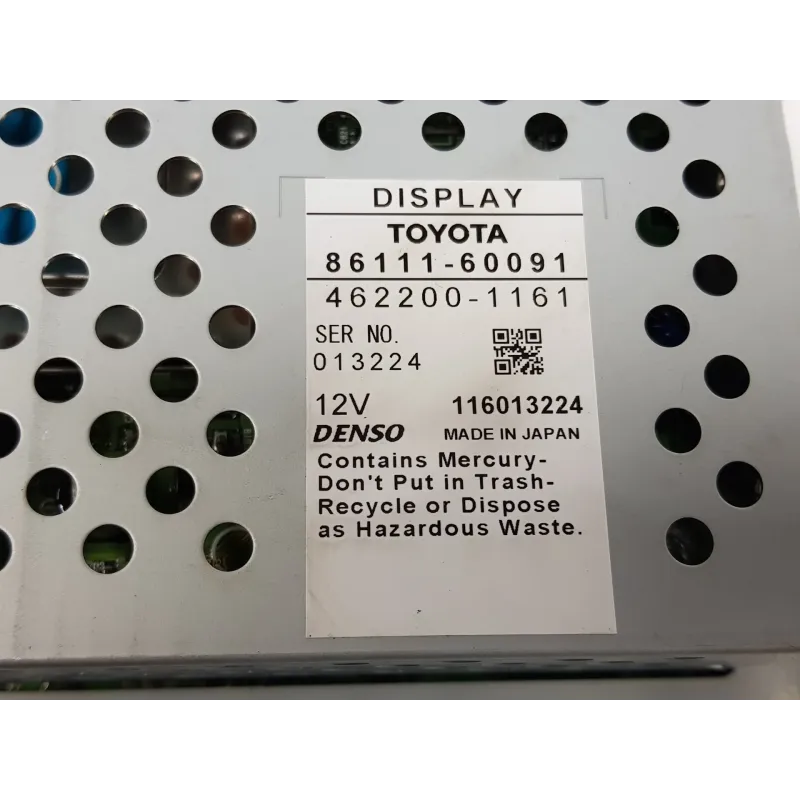 DISPLAY
TOYOTA
86111-60091
462200-1161
SER NO.
013224
12V 116013224
DENSO MADE IN JAPAN
Contains Mercury-
Don't Put in Trash-
Recycle or Dispose
as Hazardous Waste.